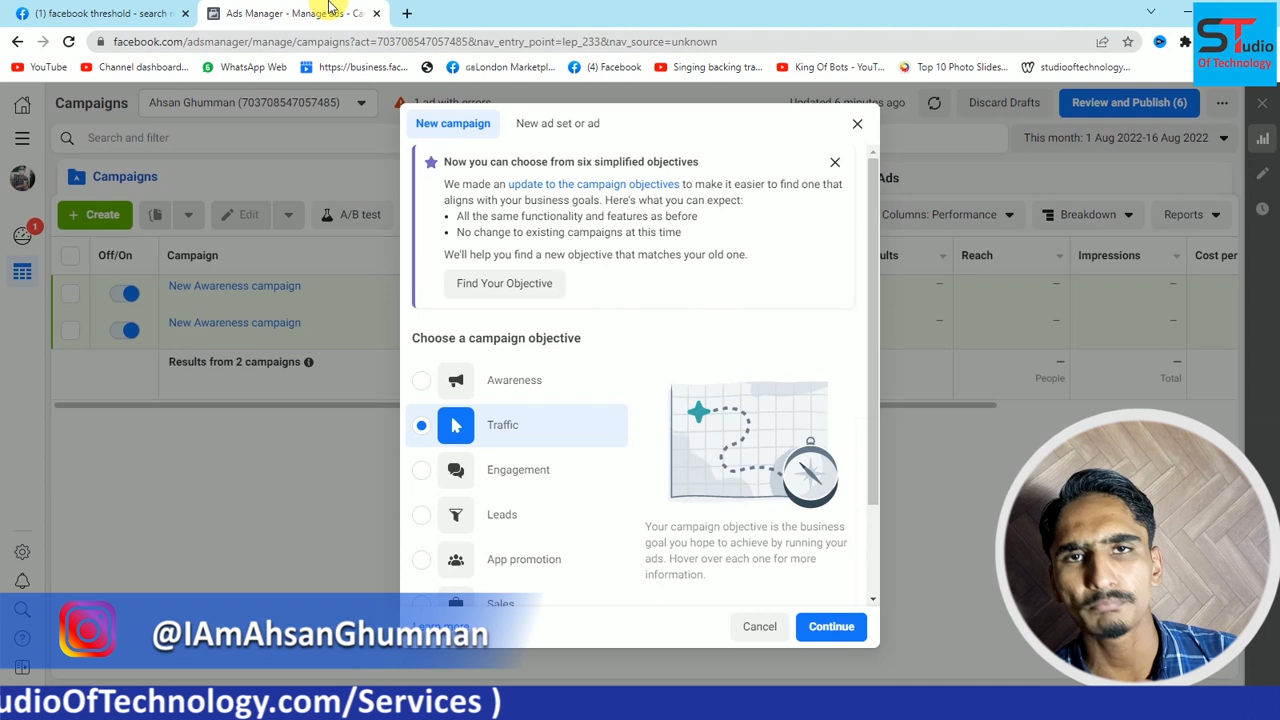 (1) facebook threshold - search r
Ads Manager - Manage ads - Ca
facebook.com/adsmanager/manage/campaigns?act=703708547057485&nav_entry_point=lep_233&nav_source=unknown
YouTube
Channel dashboard...
WhatsApp Web
https://business.fac...
GBLondon Marketpl...
(4) Facebook
Singing backing tra...
King Of Bots - YouT...
Top 10 Photo Slides...
studiooftechnology...
STudio
Of Technology
Campaigns
Ahsan Ghumman (703708547057485)
1 ad with errors
Updated 6 minutes ago
Discard Drafts
Review and Publish (6)
Search and filter
This month: 1 Aug 2022-16 Aug 2022
Campaigns
Ads
+ Create
Edit
A/B test
Columns: Performance
Breakdown
Reports
Off/On
Campaign
Reach
Impressions
Cost per
New Awareness campaign
New Awareness campaign
Results from 2 campaigns
People
Total
1
New campaign
New ad set or ad
Now you can choose from six simplified objectives
We made an update to the campaign objectives to make it easier to find one that
aligns with your business goals. Here's what you can expect:
• All the same functionality and features as before
• No change to existing campaigns at this time
We'll help you find a new objective that matches your old one.
Find Your Objective
Choose a campaign objective
Awareness
Traffic
Engagement
Leads
App promotion
Sales
Your campaign objective is the business
goal you hope to achieve by running your
ads. Hover over each one for more
information.
Learn more
Cancel
Continue
@IAmAhsanGhumman
udioOfTechnology.com/Services )